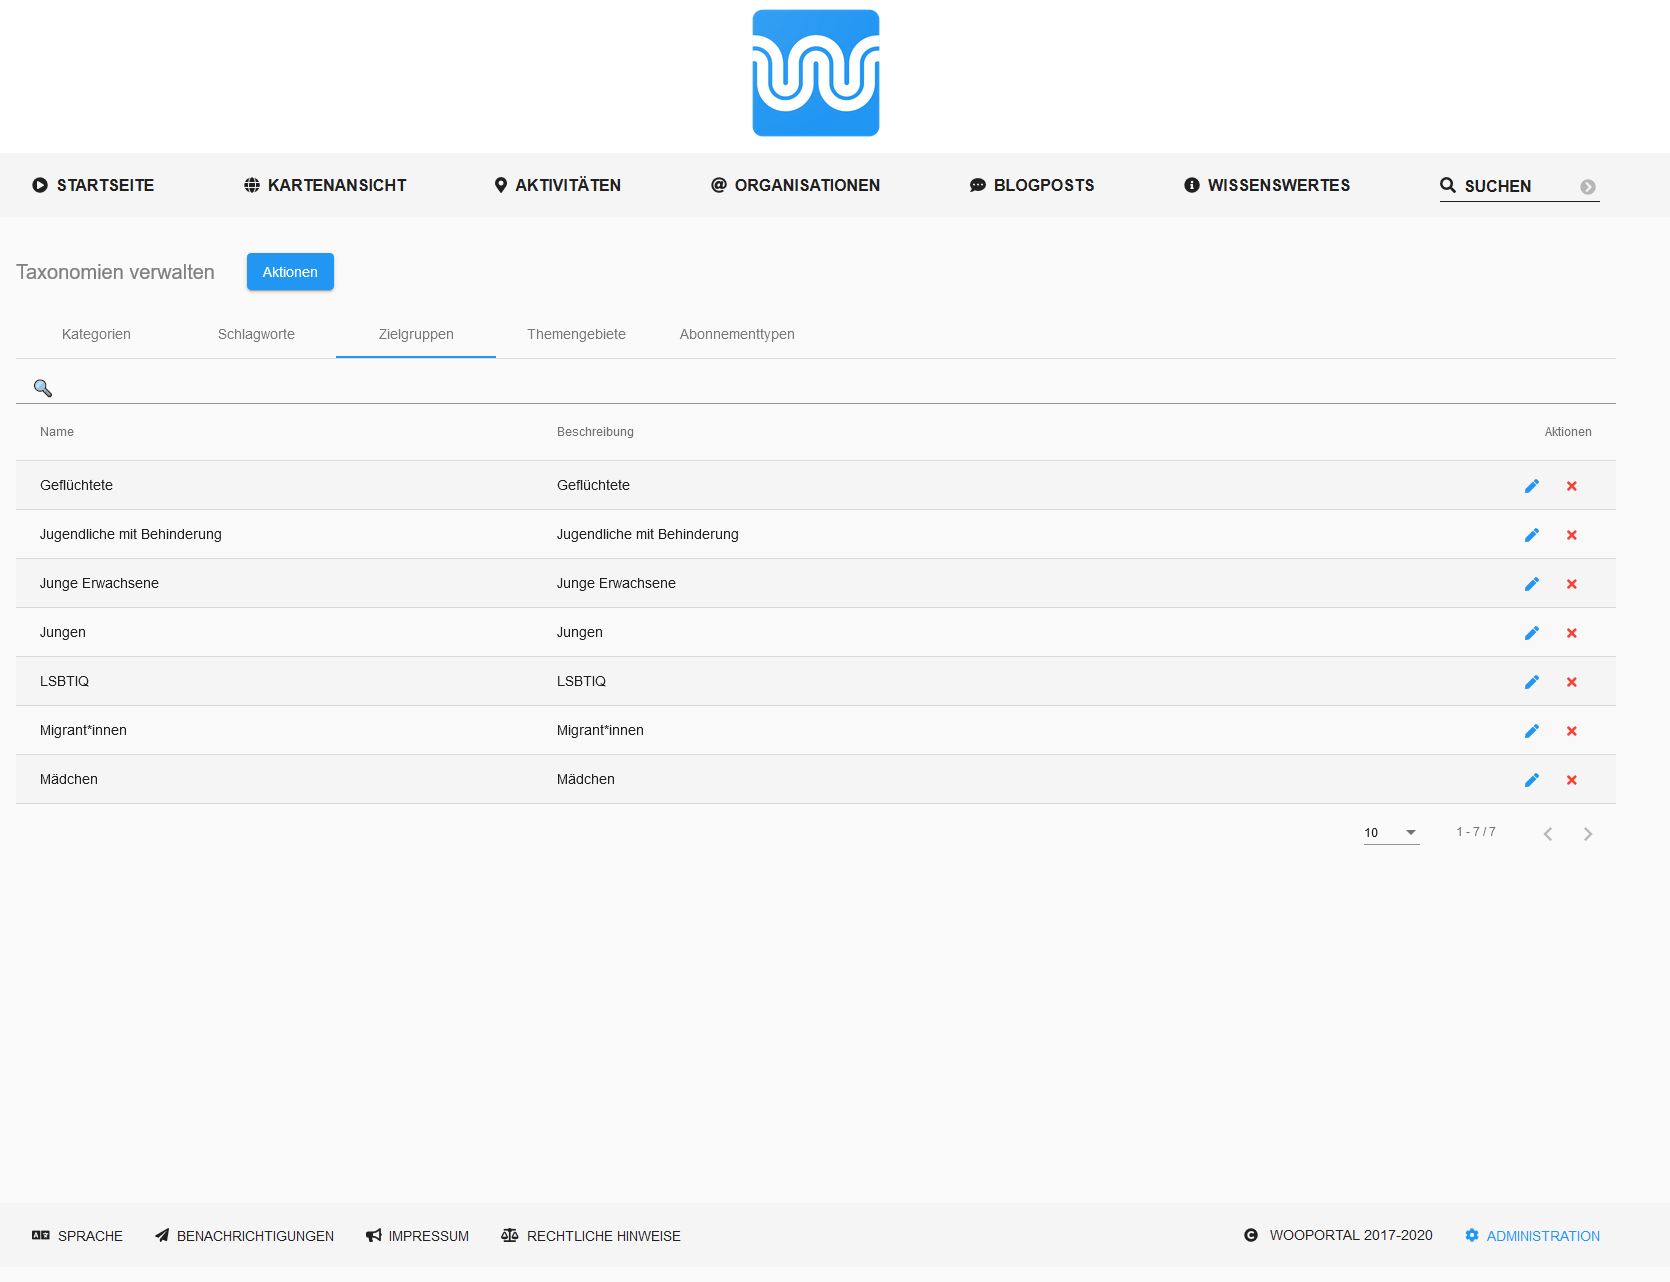 STARTSEITE KARTENANSICHT AKTIVITÄTEN ORGANISATIONEN BLOGPOSTS WISSENSWERTES SUCHEN
Taxonomien verwalten Aktionen
Kategorien Schlagworte Zielgruppen Themengebiete Abonnementtypen
Name Beschreibung Aktionen
Geflüchtete Geflüchtete
Jugendliche mit Behinderung Jugendliche mit Behinderung
Junge Erwachsene Junge Erwachsene
Jungen Jungen
LSBTIQ LSBTIQ
Migrant*innen Migrant*innen
Mädchen Mädchen
10 1 - 7 / 7
SPRACHE BENACHRICHTIGUNGEN IMPRESSUM RECHTLICHE HINWEISE WOOPORTAL 2017-2020 ADMINISTRATION